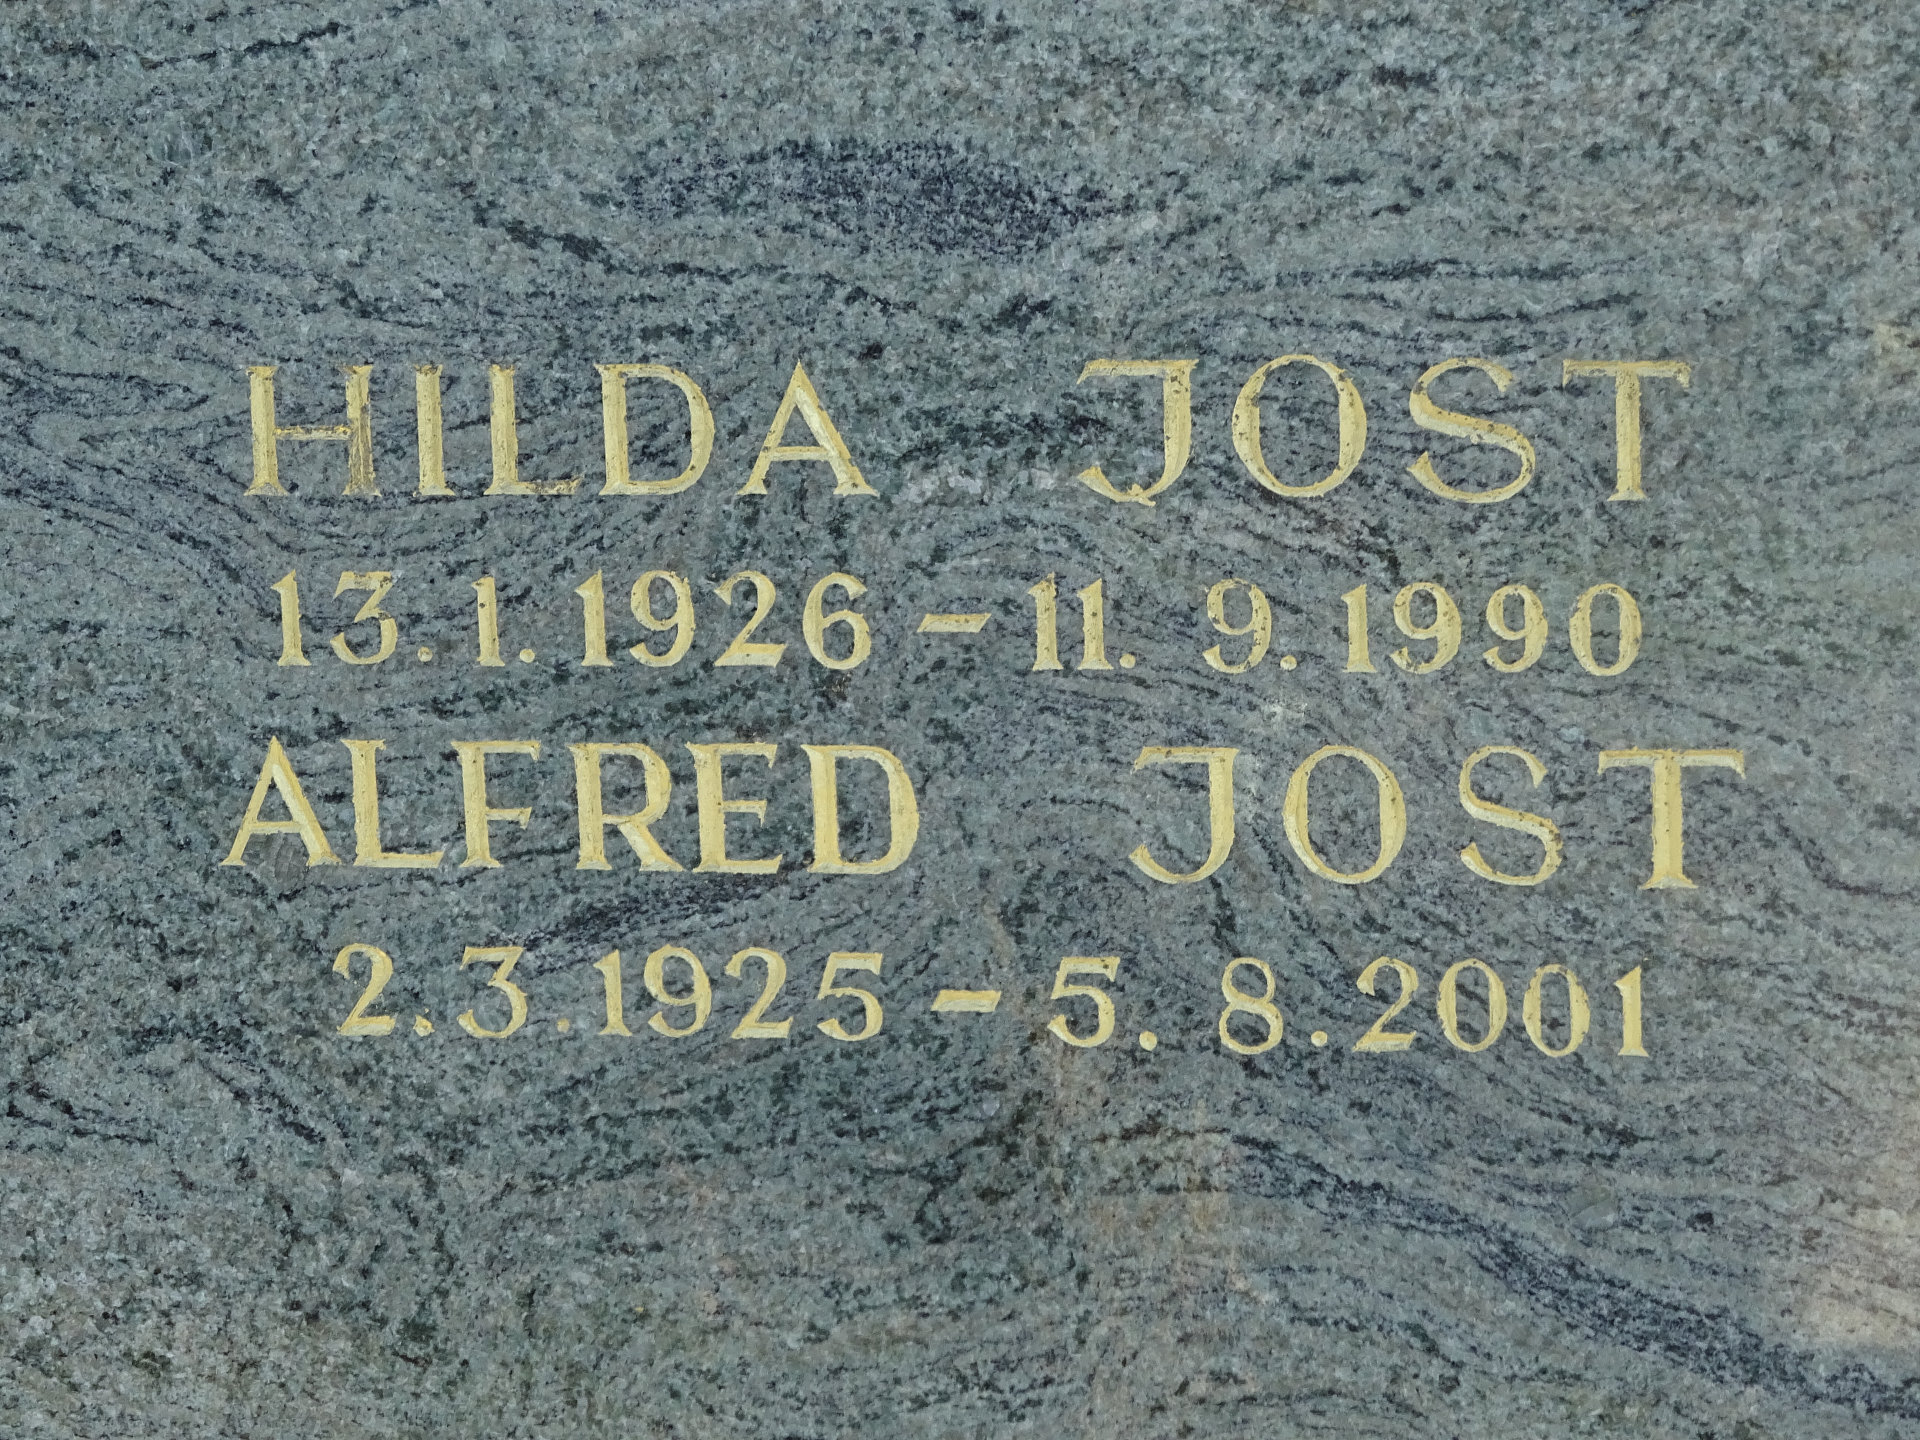 HILDA JOST
13.1.1926 – 11. 9.1990
ALFRED JOST
2.3.1925 – 5. 8.2001